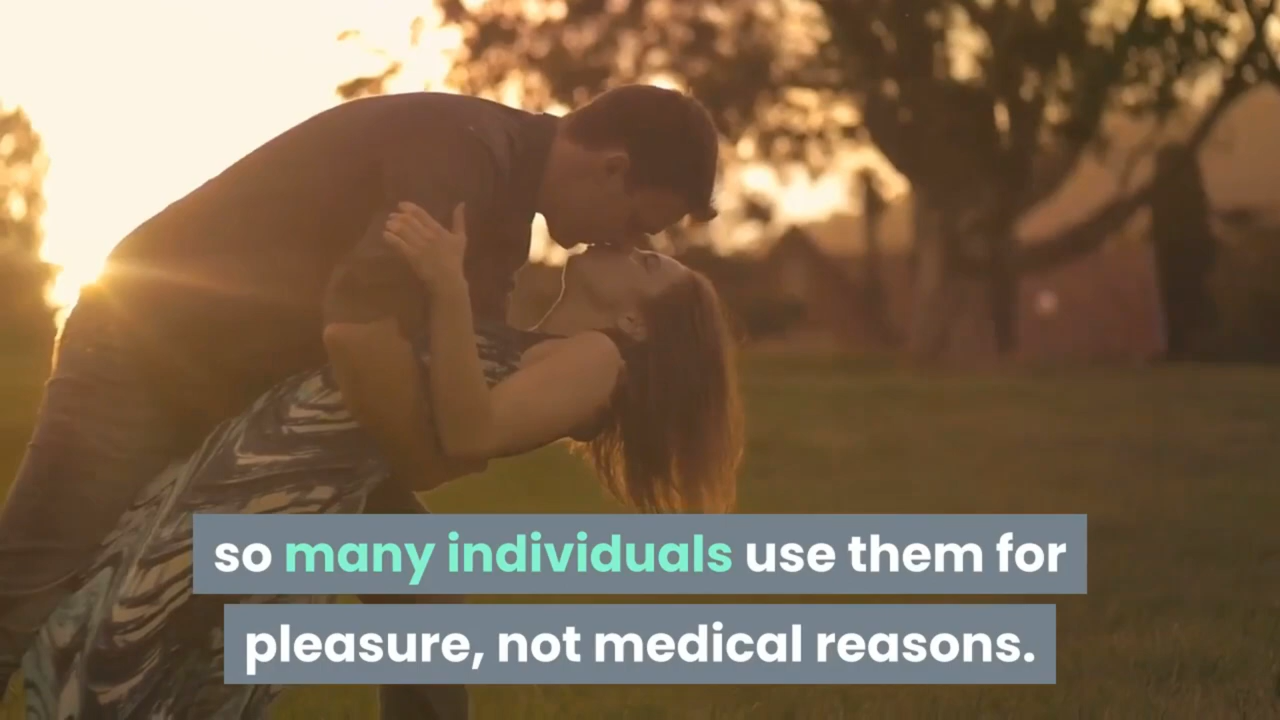 so many individuals use them for
pleasure, not medical reasons.